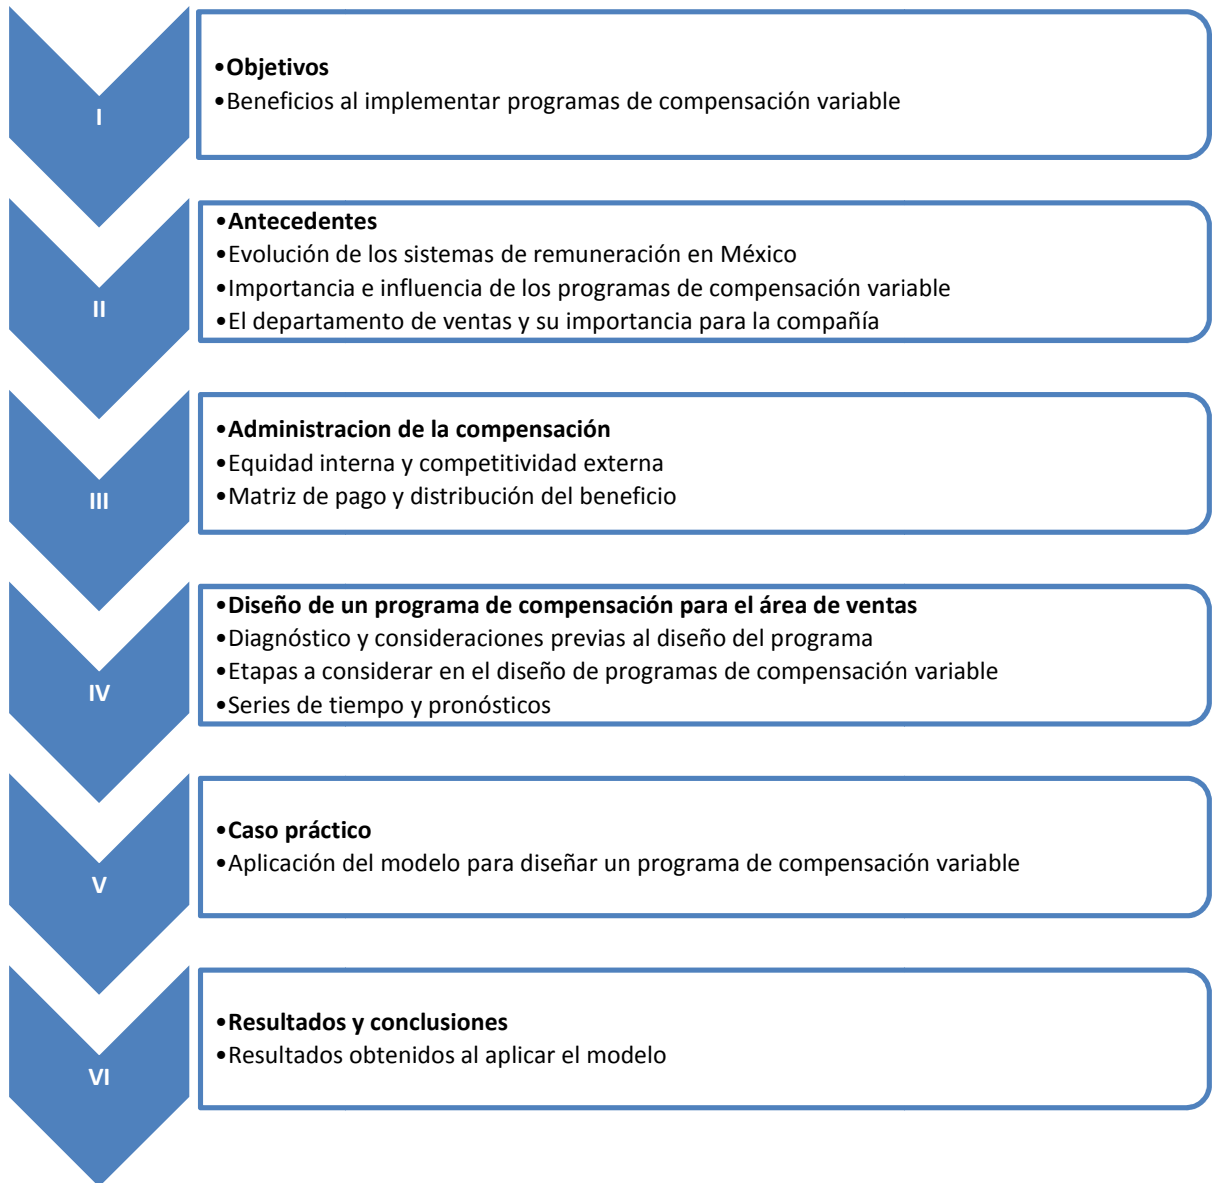 I
•Objetivos
•Beneficios al implementar programas de compensación variable
II
•Antecedentes
•Evolución de los sistemas de remuneración en México
•Importancia e influencia de los programas de compensación variable
•El departamento de ventas y su importancia para la compañía
III
•Administracion de la compensación
•Equidad interna y competitividad externa
•Matriz de pago y distribución del beneficio
IV
•Diseño de un programa de compensación para el área de ventas
•Diagnóstico y consideraciones previas al diseño del programa
•Etapas a considerar en el diseño de programas de compensación variable
•Series de tiempo y pronósticos
V
•Caso práctico
•Aplicación del modelo para diseñar un programa de compensación variable
VI
•Resultados y conclusiones
•Resultados obtenidos al aplicar el modelo